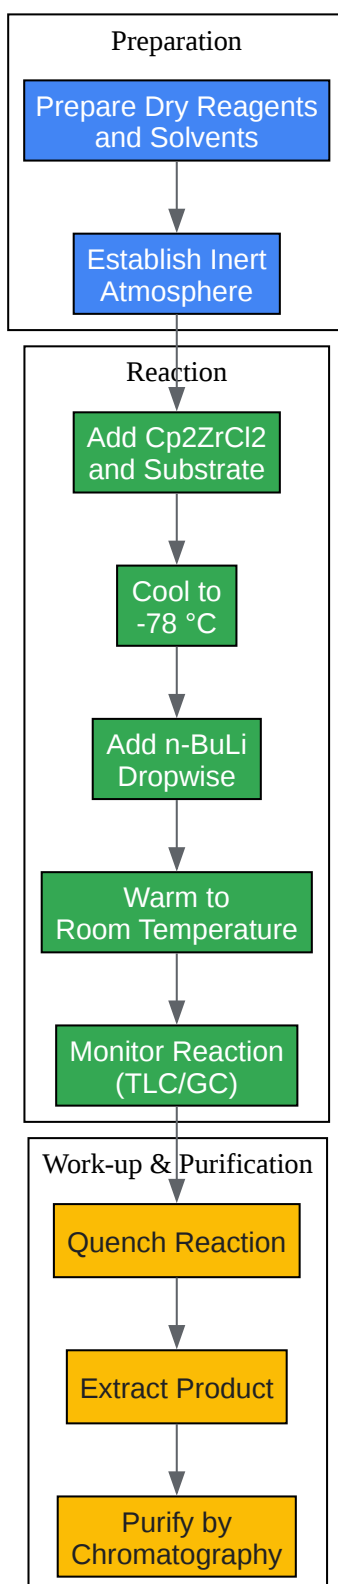 Preparation
Prepare Dry Reagents
and Solvents
Establish Inert
Atmosphere
Reaction
Add Cp2ZrCl2
and Substrate
Cool to
-78 °C
Add n-BuLi
Dropwise
Warm to
Room Temperature
Monitor Reaction
(TLC/GC)
Work-up & Purification
Quench Reaction
Extract Product
Purify by
Chromatography